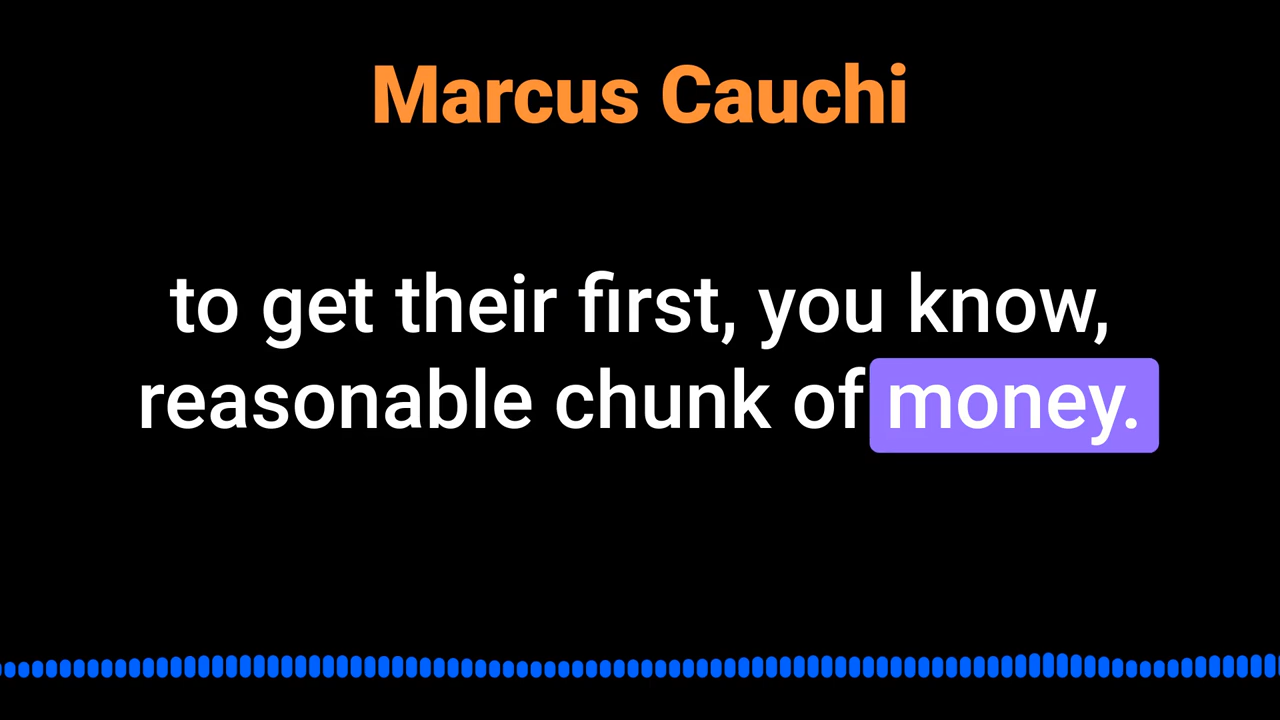 Marcus Cauchi
to get their first, you know,
reasonable chunk of money.